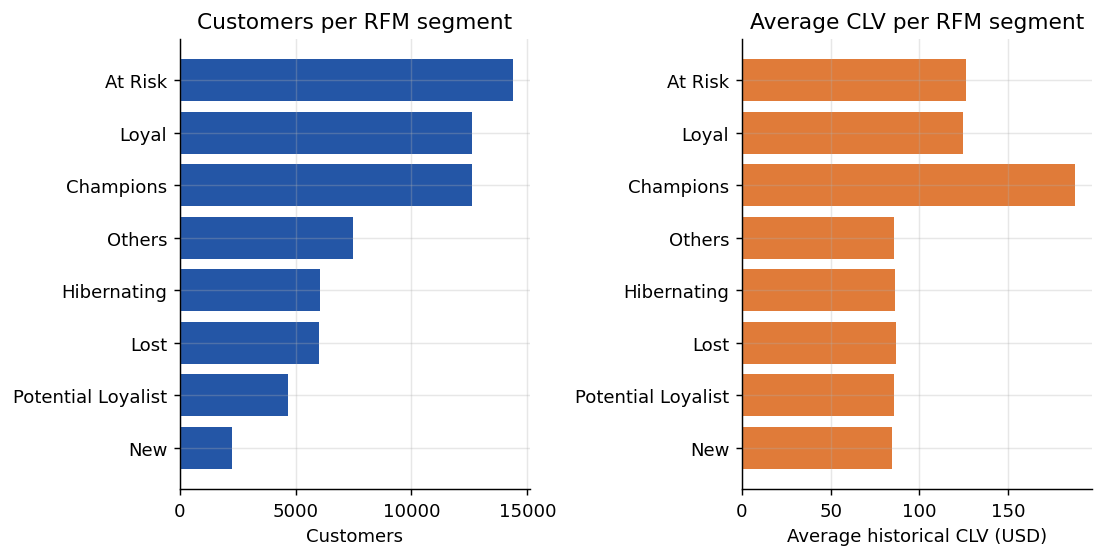 Customers per RFM segment
At Risk
Loyal
Champions
Others
Hibernating
Lost
Potential Loyalist
New
0 5000 10000 15000
Customers
Average CLV per RFM segment
At Risk
Loyal
Champions
Others
Hibernating
Lost
Potential Loyalist
New
0 50 100 150
Average historical CLV (USD)